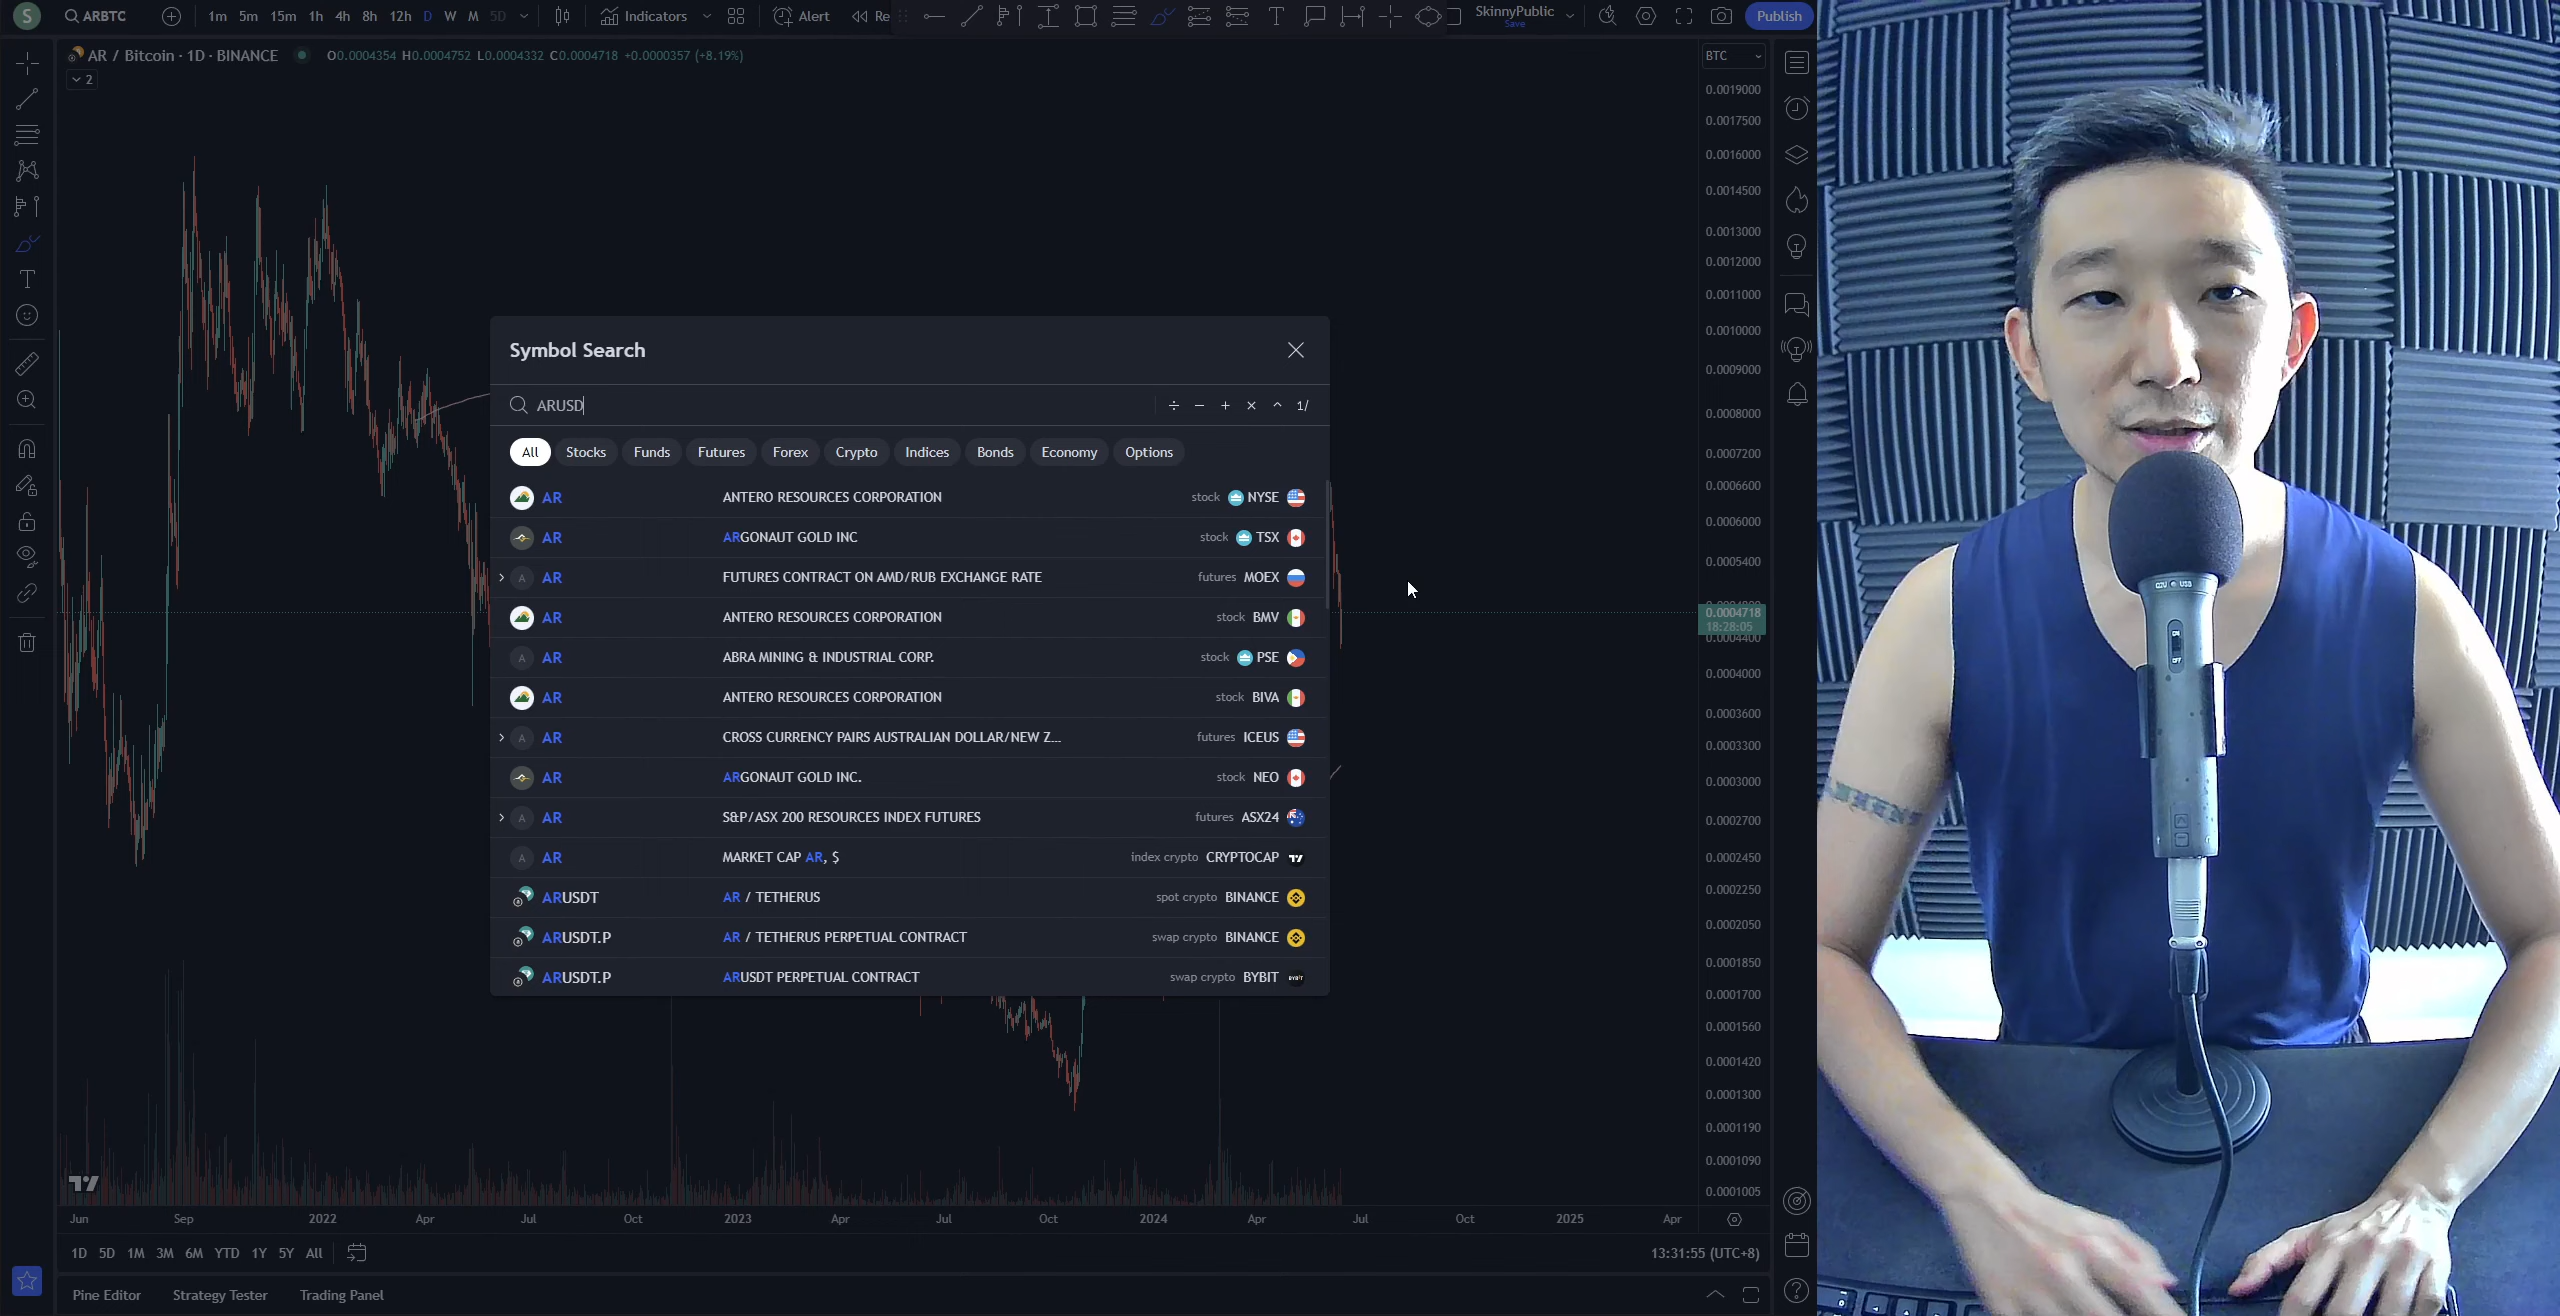 S
ARBTC
1m 5m 15m 1h 4h 8h 12h D W M 5D
Indicators
Alert
Re
T
SkinnyPublic
Save
Publish
AR / Bitcoin · 1D · BINANCE
O0.0004354 H0.0004752 L0.0004332 C0.0004718 +0.0000357 (+8.19%)
2
BTC
0.0019000
0.0017500
0.0016000
0.0014500
0.0013000
0.0012000
0.0011000
0.0010000
0.0009000
0.0008000
0.0007200
0.0006600
0.0006000
0.0005400
0.0004718
18:28:05
0.0004400
0.0004000
0.0003600
0.0003300
0.0003000
0.0002700
0.0002450
0.0002250
0.0002050
0.0001850
0.0001700
0.0001560
0.0001420
0.0001300
0.0001190
0.0001090
0.0001005
Symbol Search
ARUSD
÷ − + × ^ 1/
All Stocks Funds Futures Forex Crypto Indices Bonds Economy Options
AR ANTERO RESOURCES CORPORATION stock NYSE
AR ARGONAUT GOLD INC stock TSX
A AR FUTURES CONTRACT ON AMD/RUB EXCHANGE RATE futures MOEX
AR ANTERO RESOURCES CORPORATION stock BMV
A AR ABRA MINING & INDUSTRIAL CORP. stock PSE
AR ANTERO RESOURCES CORPORATION stock BIVA
A AR CROSS CURRENCY PAIRS AUSTRALIAN DOLLAR/NEW Z... futures ICEUS
AR ARGONAUT GOLD INC. stock NEO
A AR S&P/ASX 200 RESOURCES INDEX FUTURES futures ASX24
A AR MARKET CAP AR, $ index crypto CRYPTOCAP
ARUSDT AR / TETHERUS spot crypto BINANCE
ARUSDT.P AR / TETHERUS PERPETUAL CONTRACT swap crypto BINANCE
ARUSDT.P ARUSDT PERPETUAL CONTRACT swap crypto BYBIT
Jun Sep 2022 Apr Jul Oct 2023 Apr Jul Oct 2024 Apr Jul Oct 2025 Apr
1D 5D 1M 3M 6M YTD 1Y 5Y All
13:31:55 (UTC+8)
Pine Editor Strategy Tester Trading Panel
OZU USB
ON
OFF